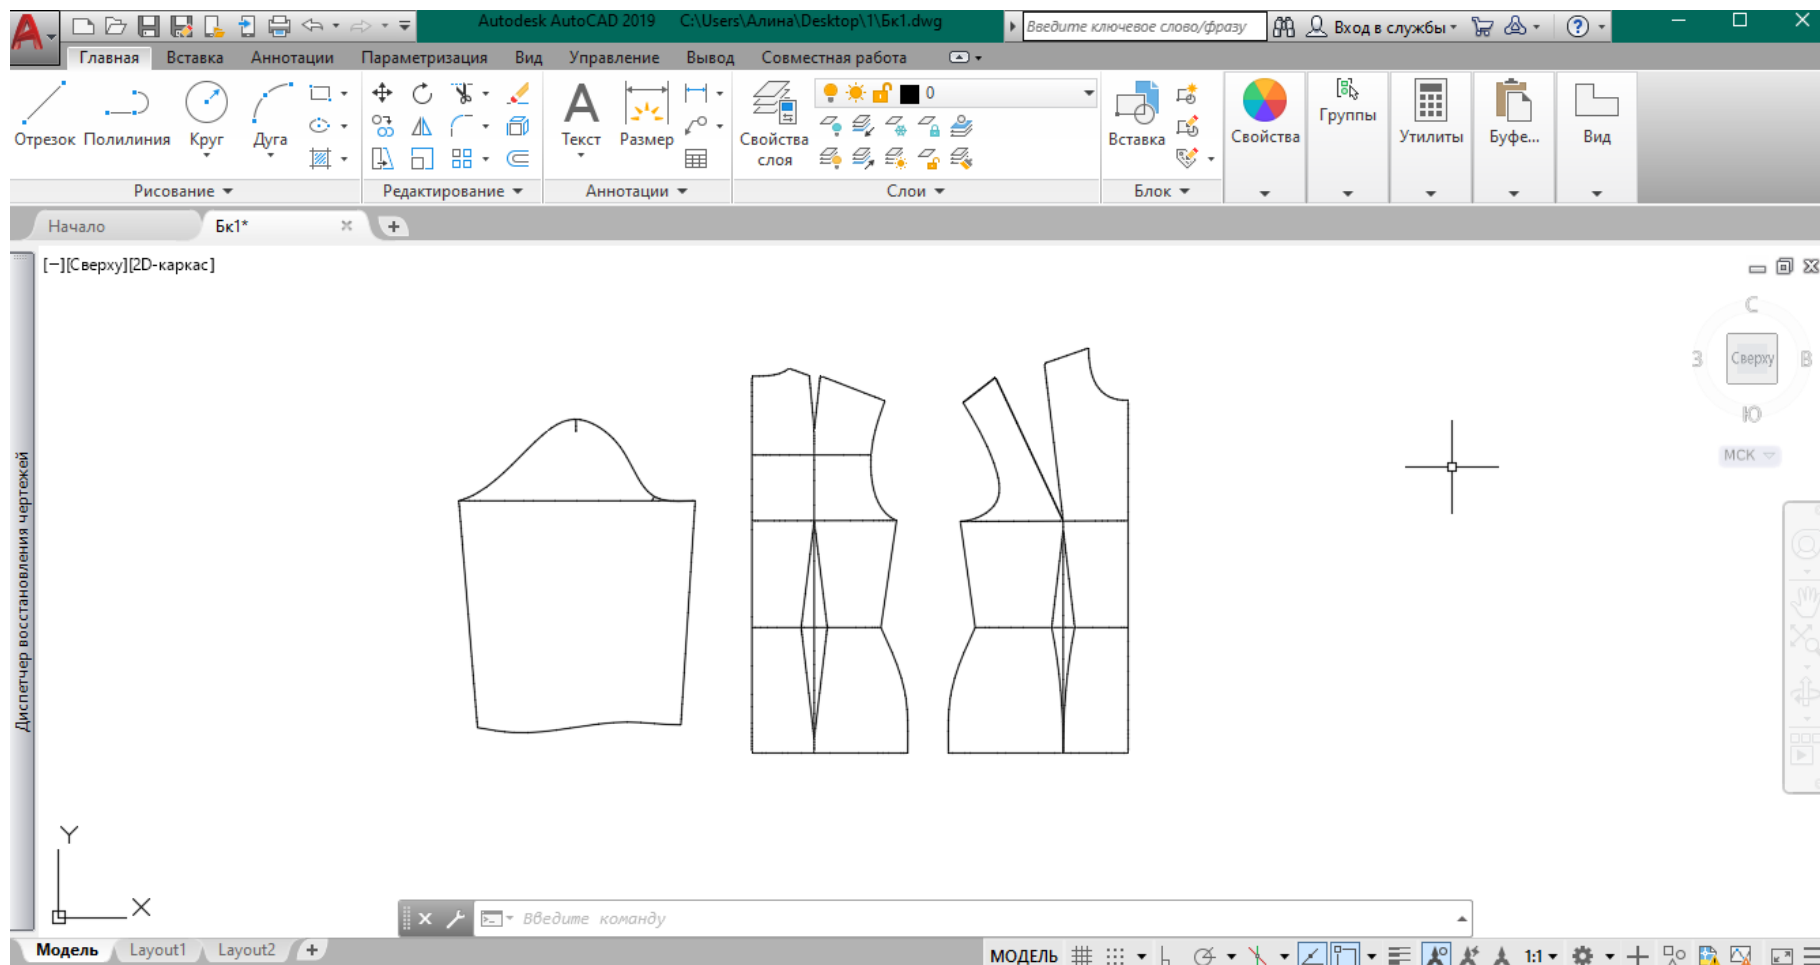 Autodesk AutoCAD 2019 C:\Users\Алина\Desktop\1\Бк1.dwg Введите ключевое слово/фразу Вход в службы
Главная Вставка Аннотации Параметризация Вид Управление Вывод Совместная работа
0
Отрезок Полилиния Круг Дуга Текст Размер Свойства слоя Вставка Свойства Группы Утилиты Буфе... Вид
Рисование Редактирование Аннотации Слои Блок
Начало Бк1*
[−][Сверху][2D-каркас]
С
З Сверху В
Ю
МСК
Диспетчер восстановления чертежей
Y
X
Введите команду
Модель Layout1 Layout2 + МОДЕЛЬ 1:1